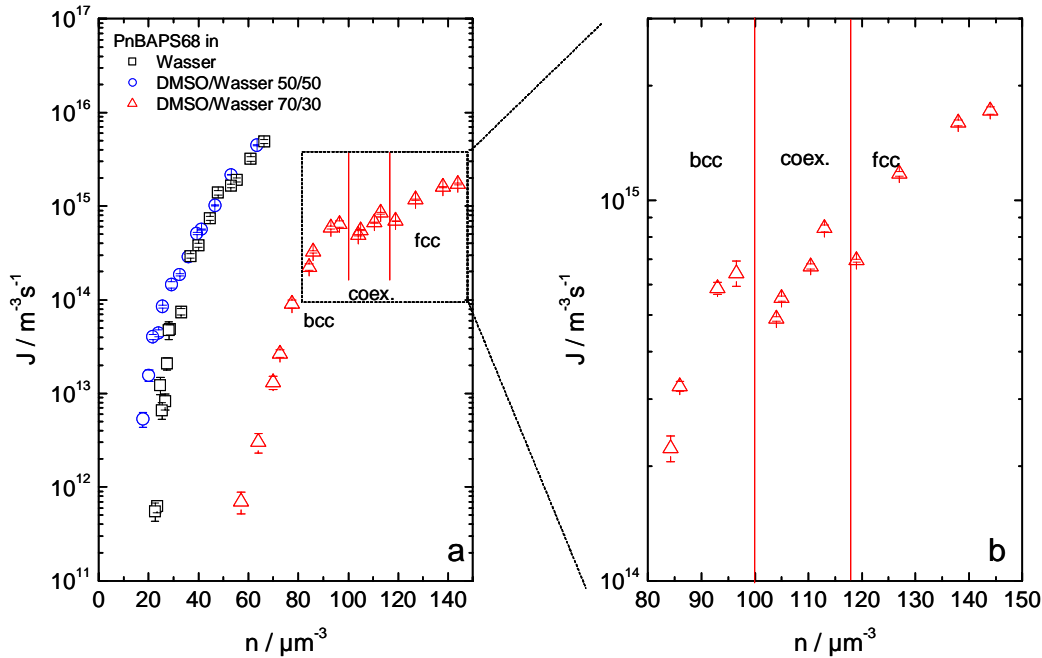 PnBAPS68 in
Wasser
DMSO/Wasser 50/50
DMSO/Wasser 70/30
10^17
10^16
10^15
10^14
10^13
10^12
10^11
J / m^-3 s^-1
0 20 40 60 80 100 120 140
n / µm^-3
bcc
coex.
fcc
a
10^15
10^14
J / m^-3 s^-1
80 90 100 110 120 130 140 150
n / µm^-3
bcc
coex.
fcc
b